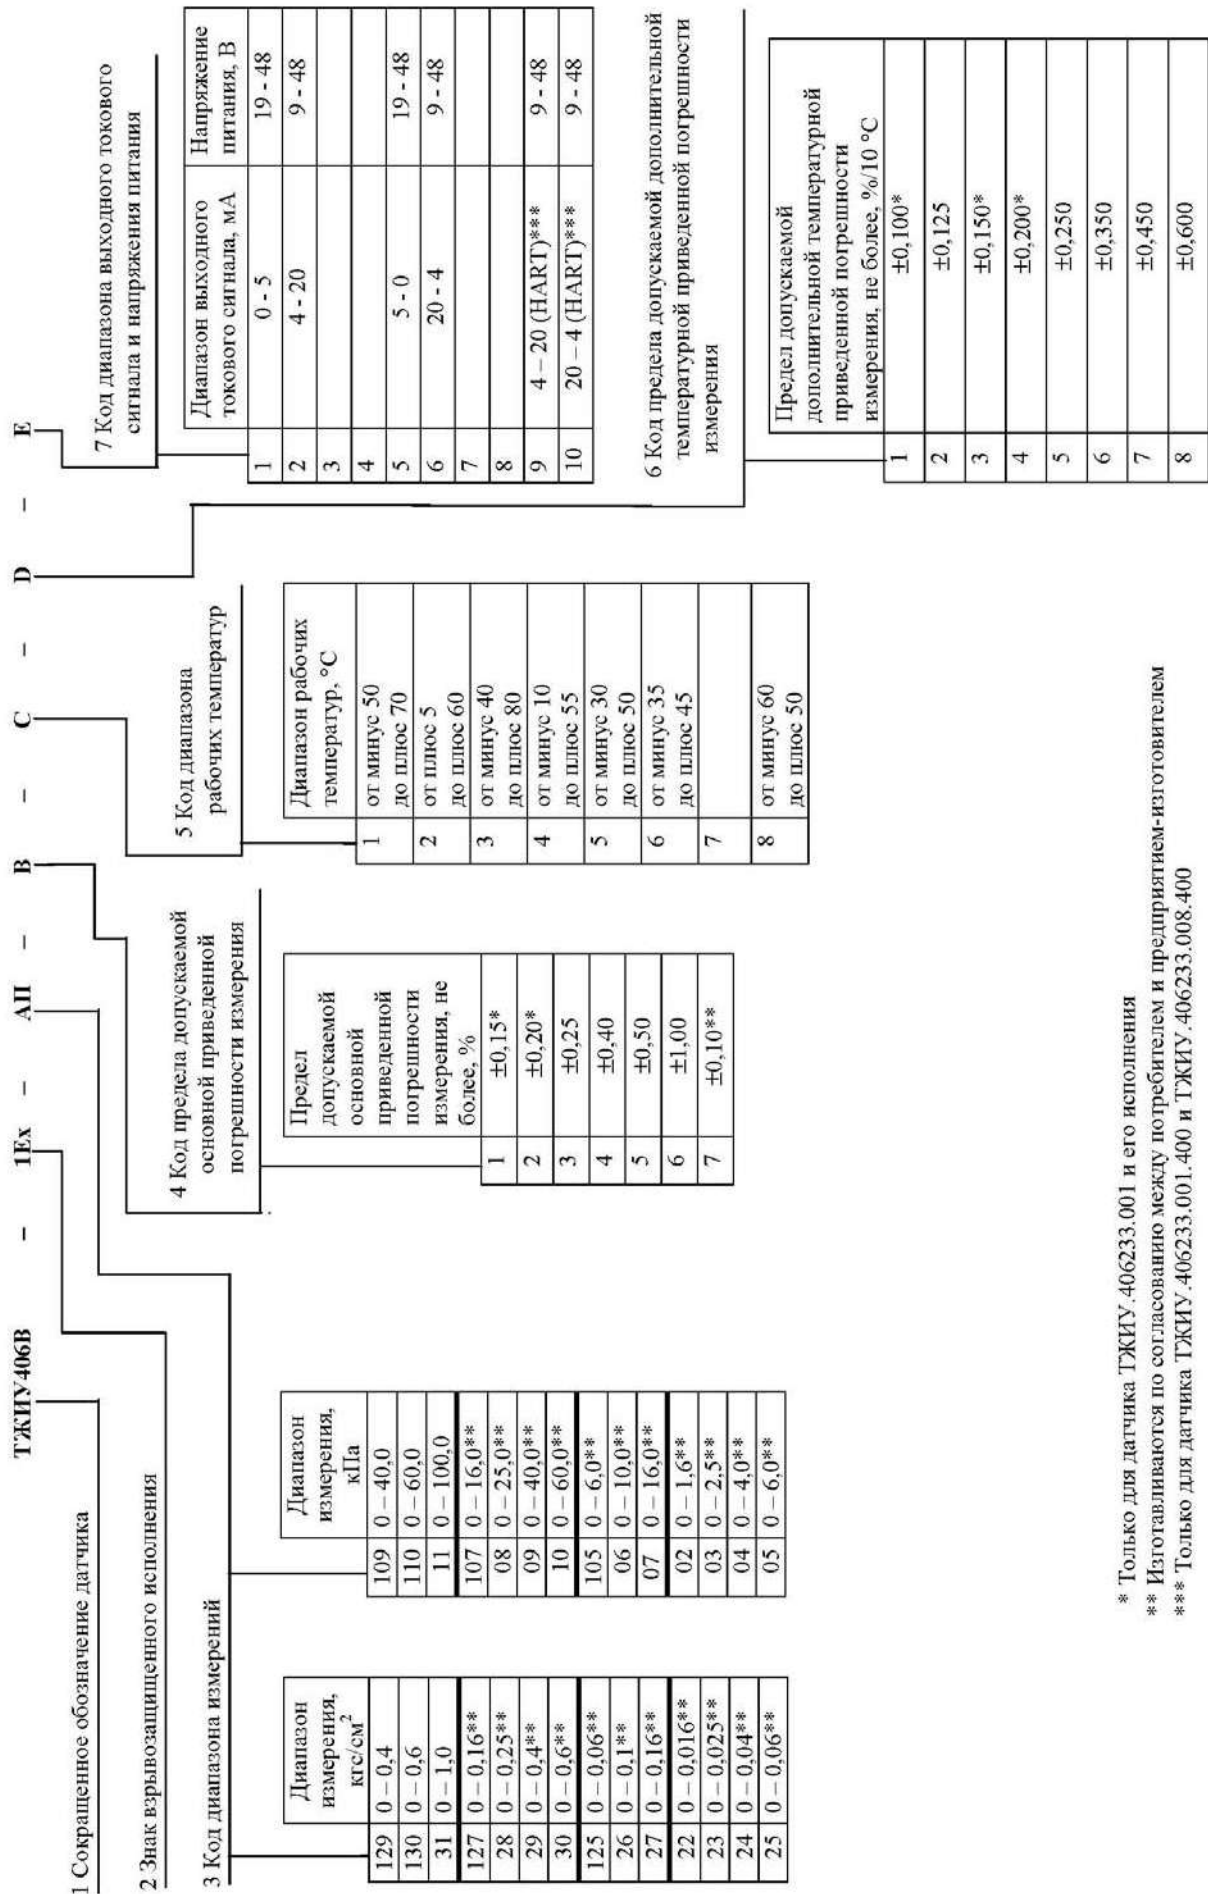 ТЖИУ406В – 1Ех – АП – В – С – D – Е
1 Сокращенное обозначение датчика
2 Знак взрывозащищенного исполнения
3 Код диапазона измерений
Диапазон
измерения,
кгс/см²
129 0 – 0,4
130 0 – 0,6
31 0 – 1,0
127 0 – 0,16**
28 0 – 0,25**
29 0 – 0,4**
30 0 – 0,6**
125 0 – 0,06**
26 0 – 0,1**
27 0 – 0,16**
22 0 – 0,016**
23 0 – 0,025**
24 0 – 0,04**
25 0 – 0,06**
Диапазон
измерения,
кПа
109 0 – 40,0
110 0 – 60,0
11 0 – 100,0
107 0 – 16,0**
08 0 – 25,0**
09 0 – 40,0**
10 0 – 60,0**
105 0 – 6,0**
06 0 – 10,0**
07 0 – 16,0**
02 0 – 1,6**
03 0 – 2,5**
04 0 – 4,0**
05 0 – 6,0**
4 Код предела допускаемой
основной приведенной
погрешности измерения
Предел
допускаемой
основной
приведенной
погрешности
измерения, не
более, %
1 ±0,15*
2 ±0,20*
3 ±0,25
4 ±0,40
5 ±0,50
6 ±1,00
7 ±0,10**
5 Код диапазона
рабочих температур
Диапазон рабочих
температур, °С
1 от минус 50
до плюс 70
2 от плюс 5
до плюс 60
3 от минус 40
до плюс 80
4 от минус 10
до плюс 55
5 от минус 30
до плюс 50
6 от минус 35
до плюс 45
7
8 от минус 60
до плюс 50
7 Код диапазона выходного токового
сигнала и напряжения питания
Диапазон выходного
токового сигнала, мА
Напряжение
питания, В
1 0 - 5 19 - 48
2 4 - 20 9 - 48
3
4
5 5 - 0 19 - 48
6 20 - 4 9 - 48
7
8
9 4 – 20 (HART)*** 9 - 48
10 20 – 4 (HART)*** 9 - 48
6 Код предела допускаемой дополнительной
температурной приведенной погрешности
измерения
Предел допускаемой
дополнительной температурной
приведенной погрешности
измерения, не более, %/10 °С
1 ±0,100*
2 ±0,125
3 ±0,150*
4 ±0,200*
5 ±0,250
6 ±0,350
7 ±0,450
8 ±0,600
* Только для датчика ТЖИУ.406233.001 и его исполнения
** Изготавливаются по согласованию между потребителем и предприятием-изготовителем
*** Только для датчика ТЖИУ.406233.001.400 и ТЖИУ.406233.008.400